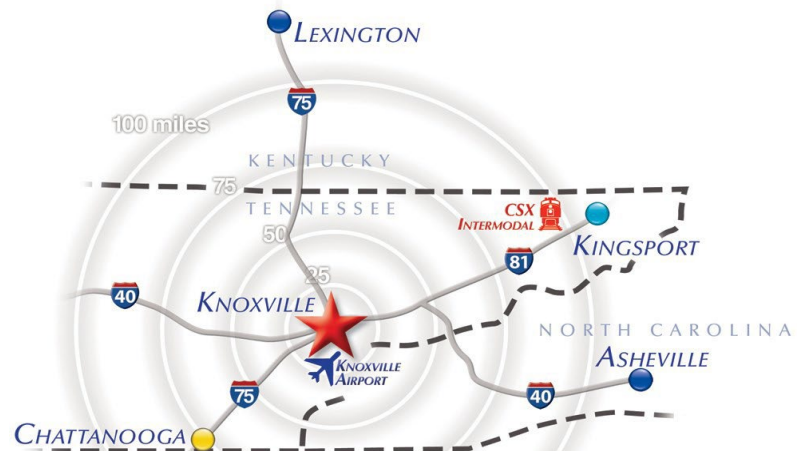 LEXINGTON
75
100 miles
KENTUCKY
75
TENNESSEE
CSX
INTERMODAL
50
KINGSPORT
81
25
40
KNOXVILLE
NORTH CAROLINA
ASHEVILLE
KNOXVILLE
AIRPORT
75
40
CHATTANOOGA